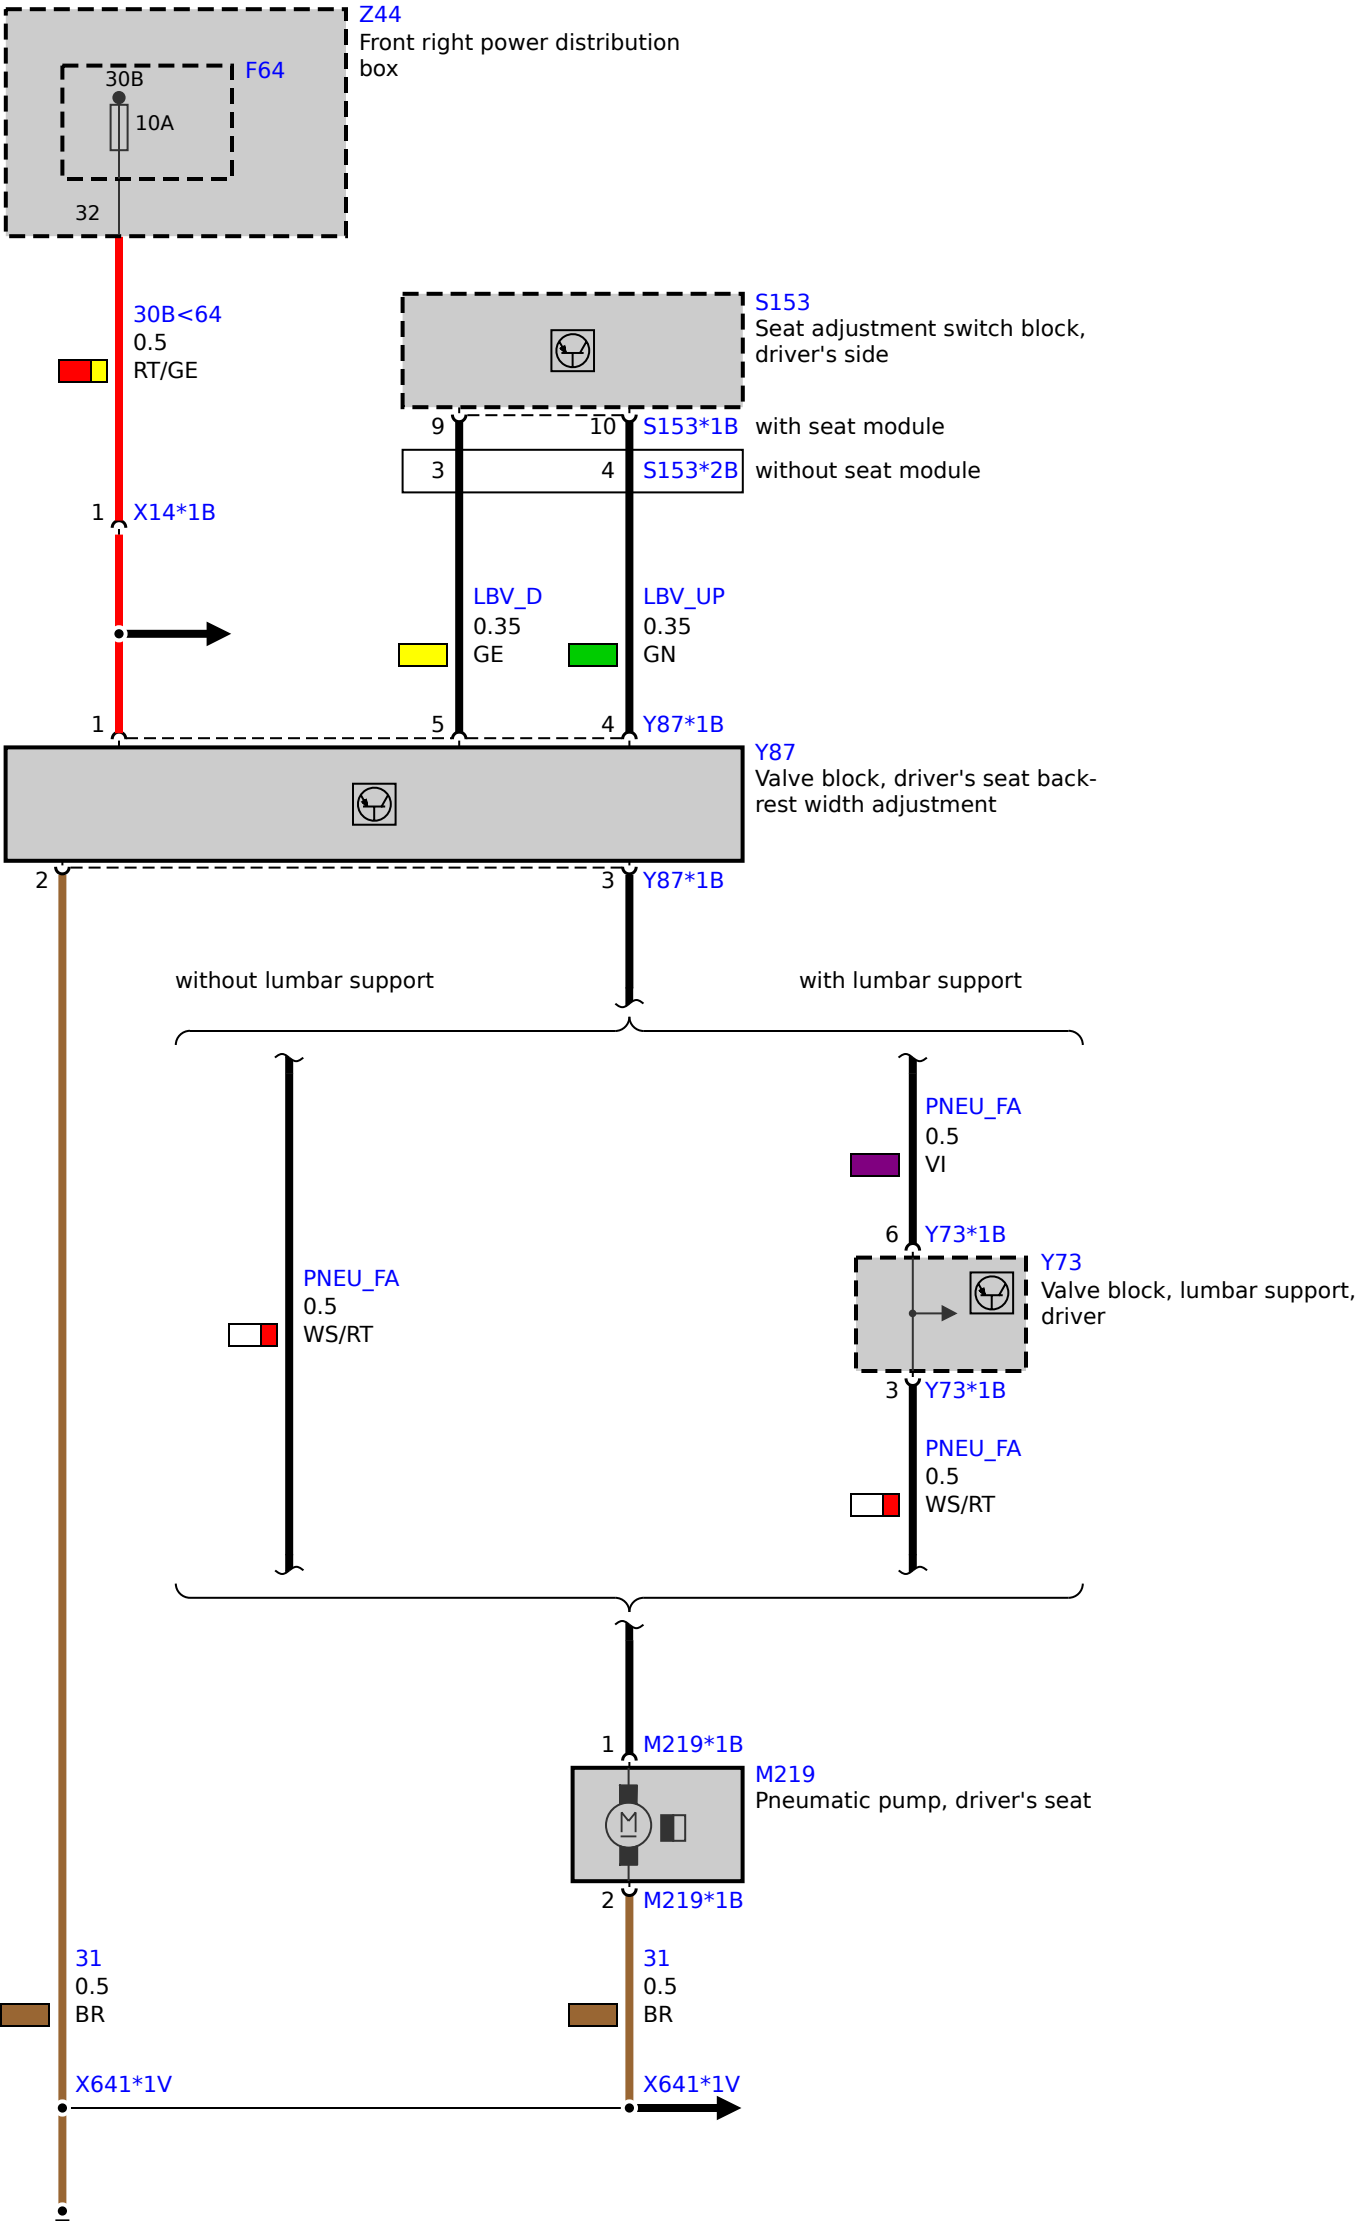 Z44
Front right power distribution
box
F64
30B
10A
32
30B<64
0.5
RT/GE
S153
Seat adjustment switch block,
driver's side
9
10
S153*1B
with seat module
3
4
S153*2B
without seat module
1
X14*1B
LBV_D
0.35
GE
LBV_UP
0.35
GN
1
5
4
Y87*1B
Y87
Valve block, driver's seat back-
rest width adjustment
2
3
Y87*1B
without lumbar support
with lumbar support
PNEU_FA
0.5
VI
6
Y73*1B
Y73
Valve block, lumbar support,
driver
PNEU_FA
0.5
WS/RT
3
Y73*1B
PNEU_FA
0.5
WS/RT
1
M219*1B
M219
Pneumatic pump, driver's seat
M
2
M219*1B
31
0.5
BR
31
0.5
BR
X641*1V
X641*1V